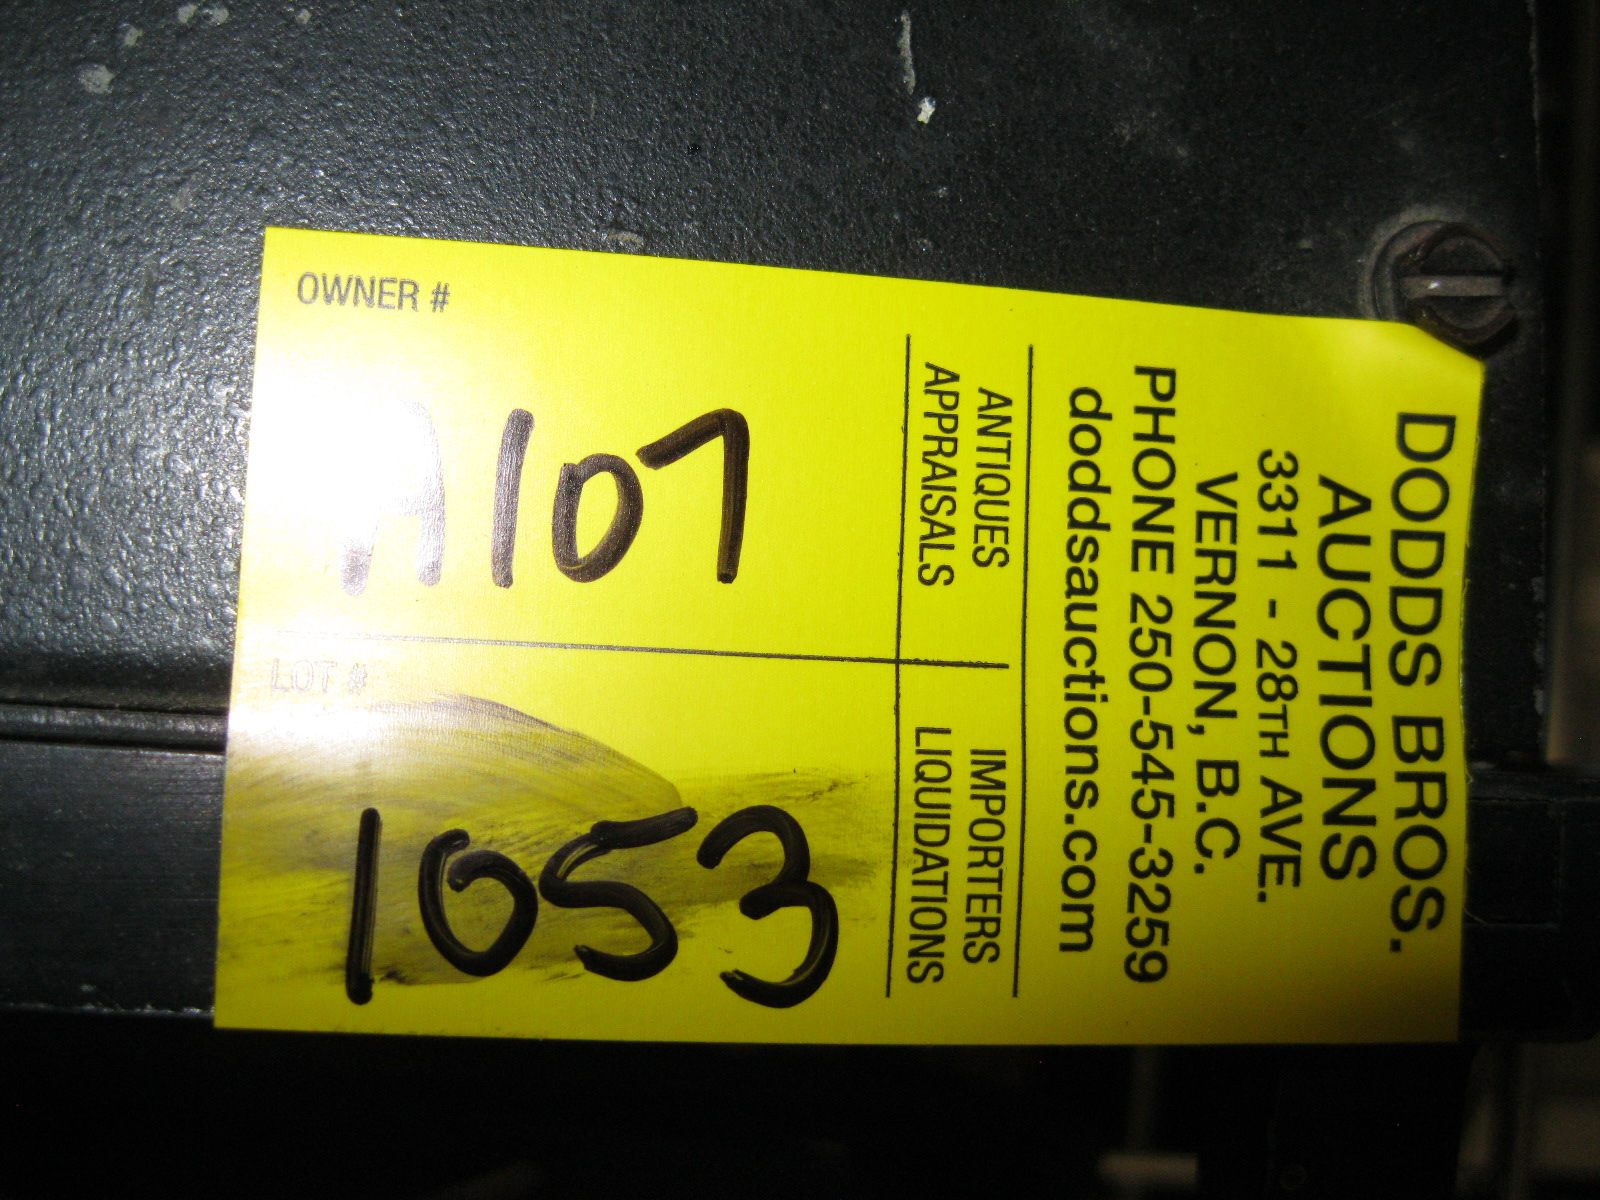 DODDS BROS.
AUCTIONS
3311 - 28TH AVE.
VERNON, B.C.
PHONE 250-545-3259
doddsauctions.com
ANTIQUES
APPRAISALS
IMPORTERS
LIQUIDATIONS
OWNER #
A107
LOT #
1053